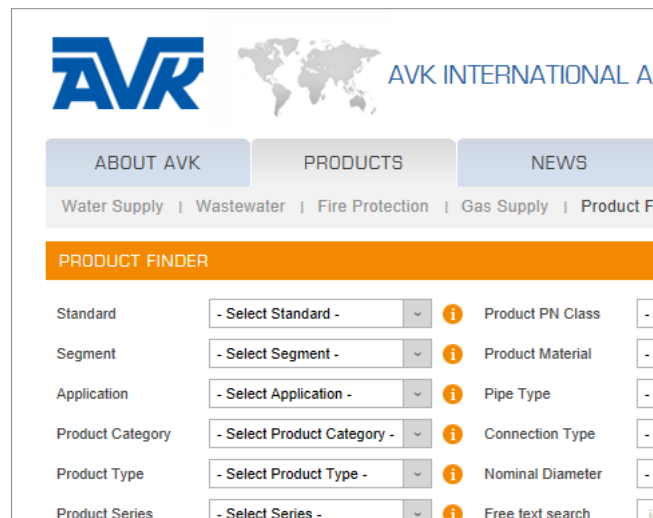 AVK
AVK INTERNATIONAL A
ABOUT AVK PRODUCTS NEWS
Water Supply | Wastewater | Fire Protection | Gas Supply | Product F
PRODUCT FINDER
Standard - Select Standard - i Product PN Class -
Segment - Select Segment - i Product Material -
Application - Select Application - i Pipe Type -
Product Category - Select Product Category - i Connection Type -
Product Type - Select Product Type - i Nominal Diameter -
Product Series - Select Series - i Free text search